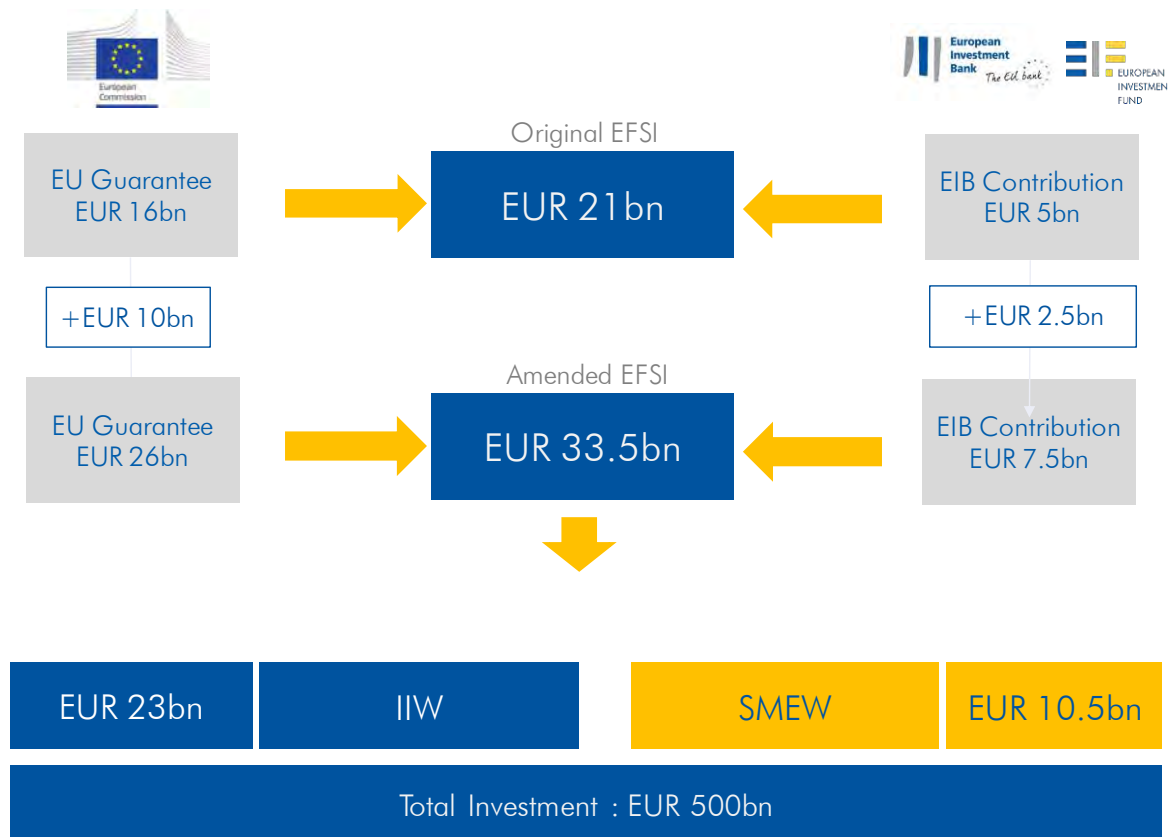 European
Commission
European
Investment
Bank
The EU bank
EUROPEAN
INVESTMEN
FUND
Original EFSI
EU Guarantee
EUR 16bn
EUR 21bn
EIB Contribution
EUR 5bn
+EUR 10bn
+EUR 2.5bn
Amended EFSI
EU Guarantee
EUR 26bn
EUR 33.5bn
EIB Contribution
EUR 7.5bn
EUR 23bn
IIW
SMEW
EUR 10.5bn
Total Investment : EUR 500bn